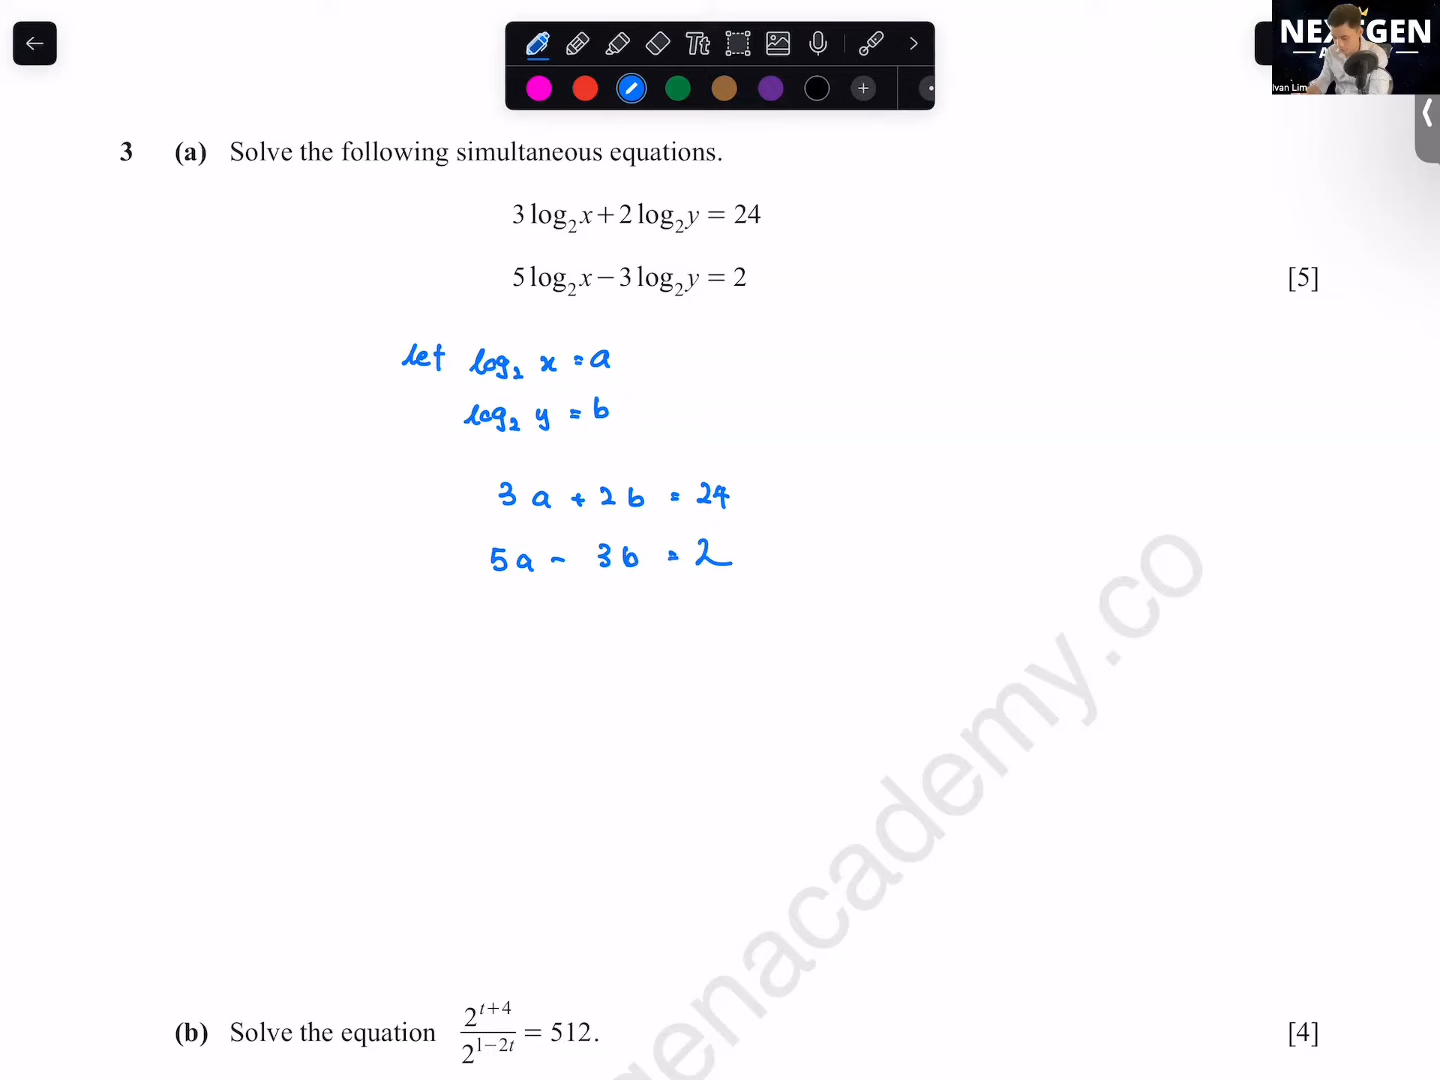 NEXTGEN
Ivan Lim
Tt
3 (a) Solve the following simultaneous equations.
3 log₂x + 2 log₂y = 24
5 log₂x − 3 log₂y = 2 [5]
let log₂ x = a
log₂ y = b
3a + 2b = 24
5a - 3b = 2
enacademy.co
(b) Solve the equation 2^(t+4)/2^(1−2t) = 512. [4]